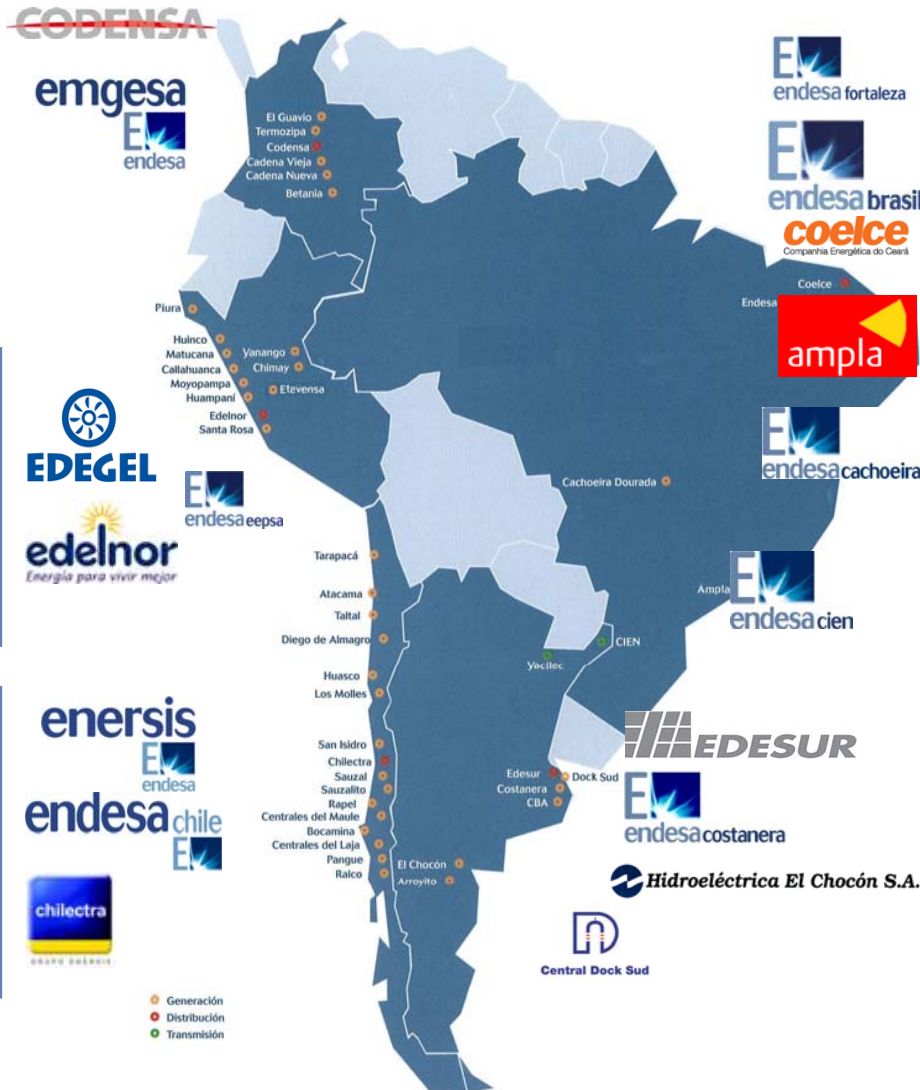 CODENSA
emgesa
endesa
El Guavio
Termozipa
Codensa
Cadena Vieja
Cadena Nueva
Betania
endesa fortaleza
endesa brasil
coelce
Companhia Energética do Ceará
Coelce
Endesa
ampla
Piura
Huinco
Matucana
Callahuanca
Moyopampa
Huampaní
Edelnor
Santa Rosa
Yanango
Chimay
Etevensa
EDEGEL
endesa eepsa
edelnor
Energía para vivir mejor
endesa cachoeira
Cachoeira Dourada
Tarapacá
Atacama
Taltal
Diego de Almagro
Huasco
Los Molles
Ampla
endesa cien
CIEN
Yacilec
enersis
endesa
endesa chile
San Isidro
Chilectra
Sauzal
Sauzalito
Rapel
Centrales del Maule
Bocamina
Centrales del Laja
Pangue
Ralco
EDESUR
Edesur
Dock Sud
Costanera
CBA
endesa costanera
El Chocón
Arroyito
Hidroeléctrica El Chocón S.A.
chilectra
Central Dock Sud
Generación
Distribución
Transmisión